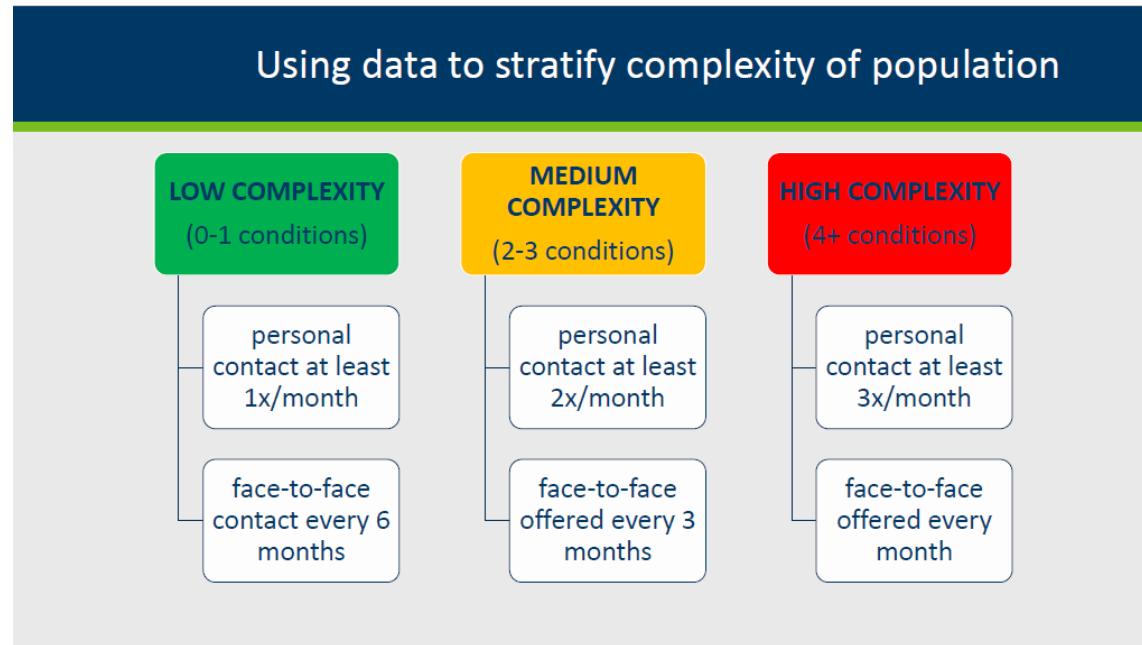 Using data to stratify complexity of population
LOW COMPLEXITY
(0-1 conditions)
personal
contact at least
1x/month
face-to-face
contact every 6
months
MEDIUM
COMPLEXITY
(2-3 conditions)
personal
contact at least
2x/month
face-to-face
offered every 3
months
HIGH COMPLEXITY
(4+ conditions)
personal
contact at least
3x/month
face-to-face
offered every
month